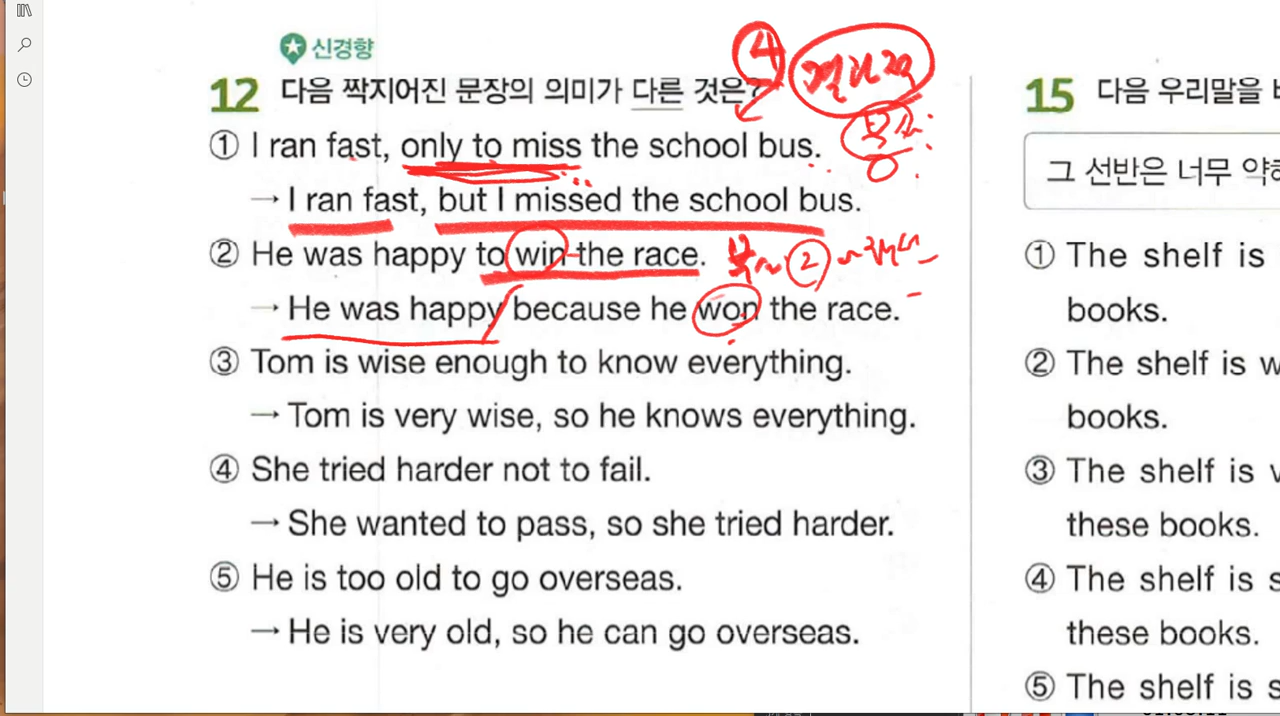 신경향
12 다음 짝지어진 문장의 의미가 다른 것은?
④ 결과적
① I ran fast, only to miss the school bus.
부사
→ I ran fast, but I missed the school bus.
② He was happy to win the race.
②
→ He was happy because he won the race.
③ Tom is wise enough to know everything.
→ Tom is very wise, so he knows everything.
④ She tried harder not to fail.
→ She wanted to pass, so she tried harder.
⑤ He is too old to go overseas.
→ He is very old, so he can go overseas.
15 다음 우리말을
그 선반은 너무
① The shelf is
books.
② The shelf is
books.
③ The shelf is
these books.
④ The shelf is
these books.
⑤ The shelf is